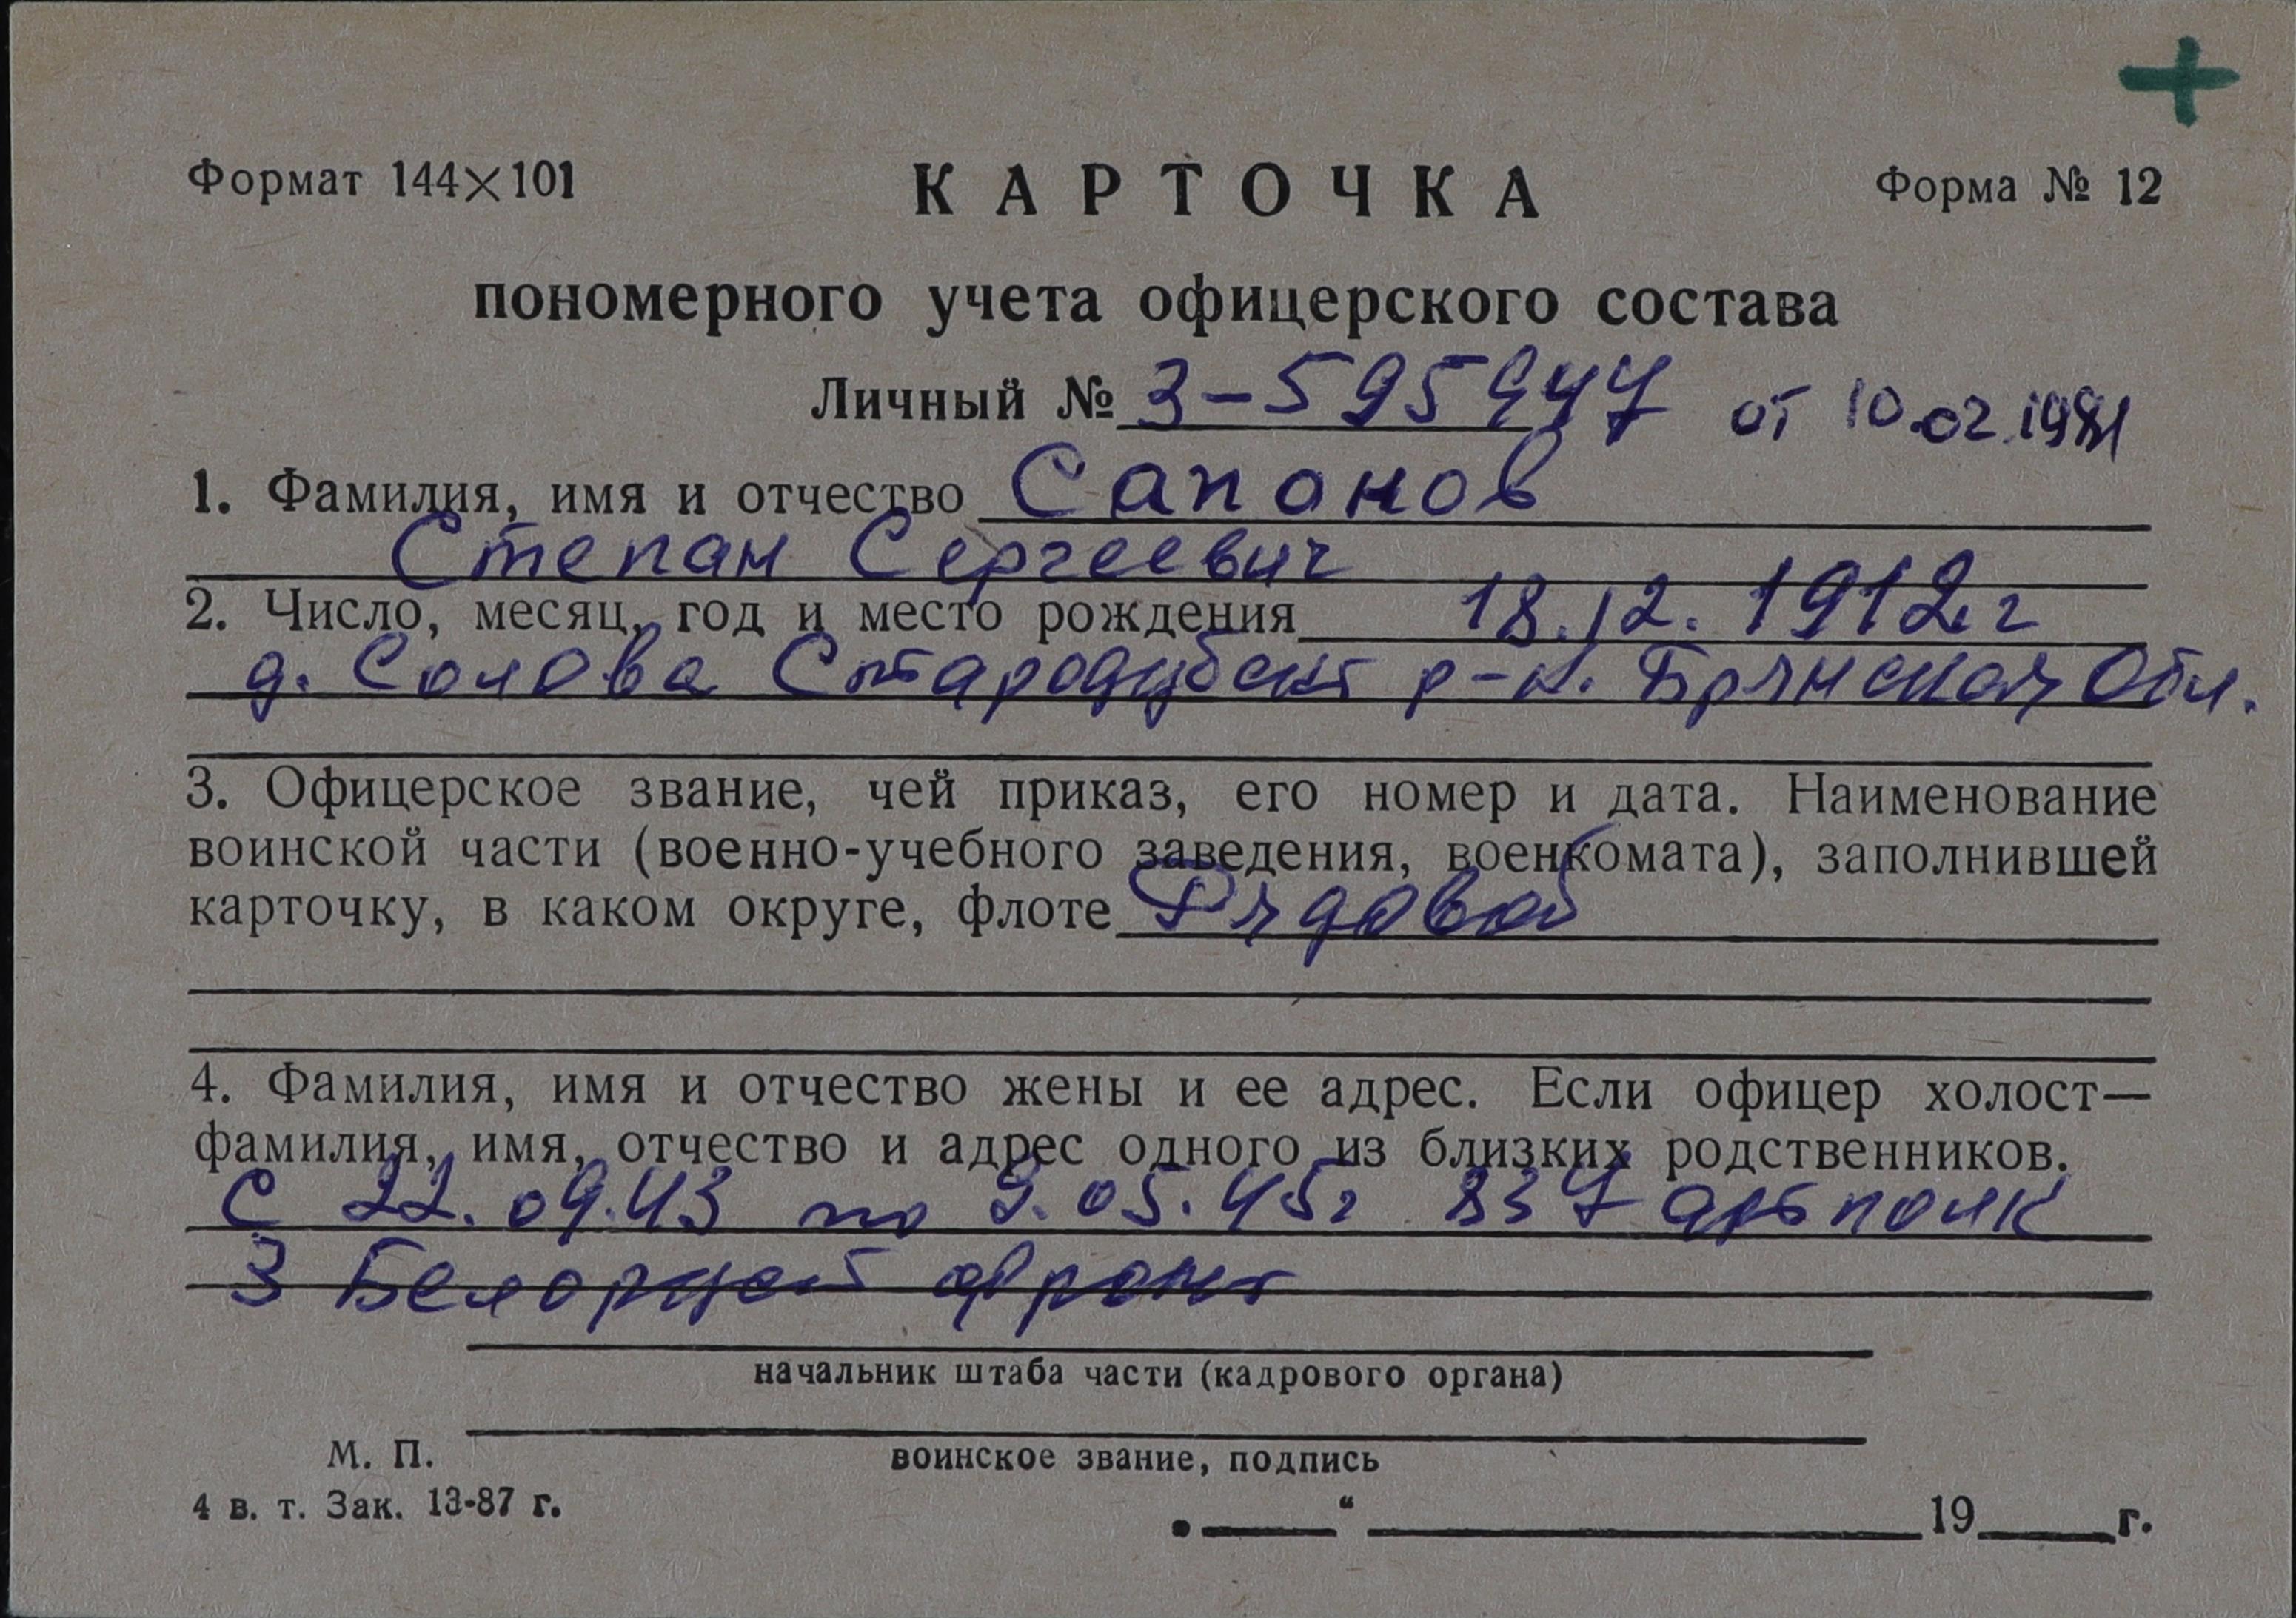 Формат 144×101 КАРТОЧКА Форма № 12
пономерного учета офицерского состава
Личный № 3-595447 от 10.02.1981
1. Фамилия, имя и отчество Сапонов
Степан Сергеевич
2. Число, месяц, год и место рождения 18.12.1912 г
д. Солова Стародубск р-н. Брянской Обл.
3. Офицерское звание, чей приказ, его номер и дата. Наименование
воинской части (военно-учебного заведения, военкомата), заполнившей
карточку, в каком округе, флоте Рядовой
4. Фамилия, имя и отчество жены и ее адрес. Если офицер холост—
фамилия, имя, отчество и адрес одного из близких родственников.
С 22.09.43 по 9.05.45г 837 артполк
3 фронт
начальник штаба части (кадрового органа)
М. П.
воинское звание, подпись
4 в. т. Зак. 13-87 г.
19 г.